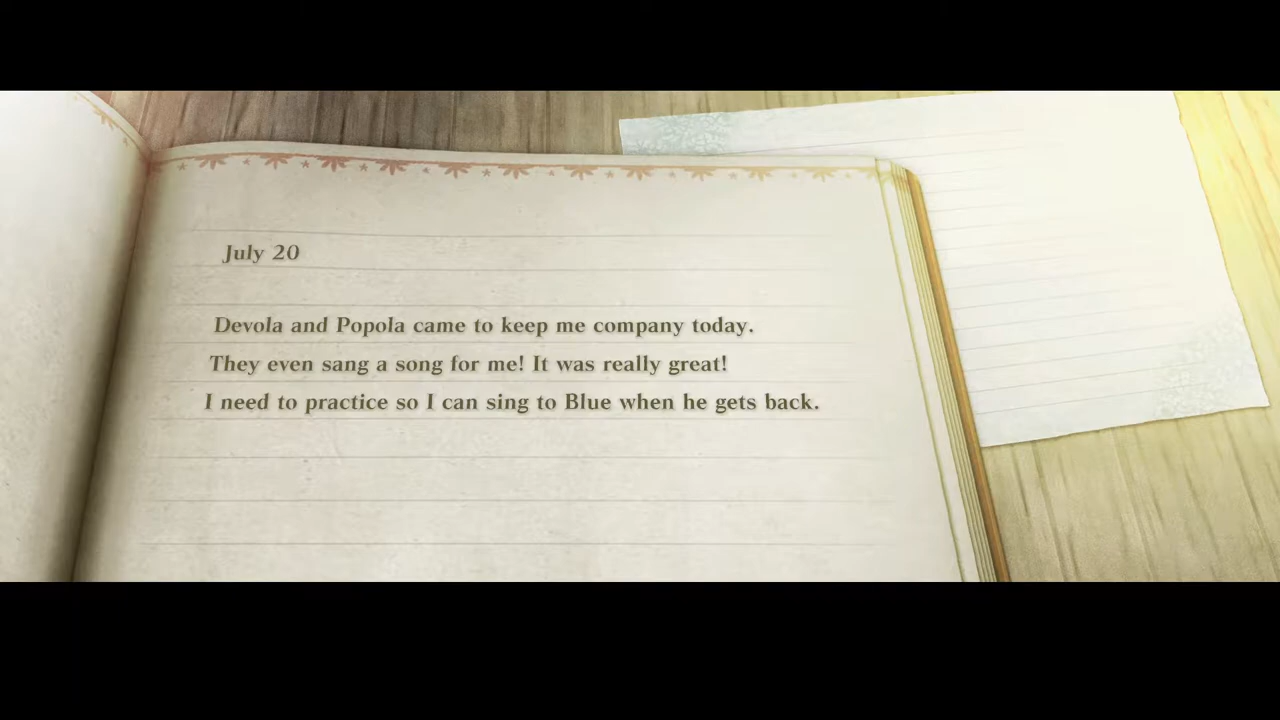 July 20
Devola and Popola came to keep me company today.
They even sang a song for me! It was really great!
I need to practice so I can sing to Blue when he gets back.